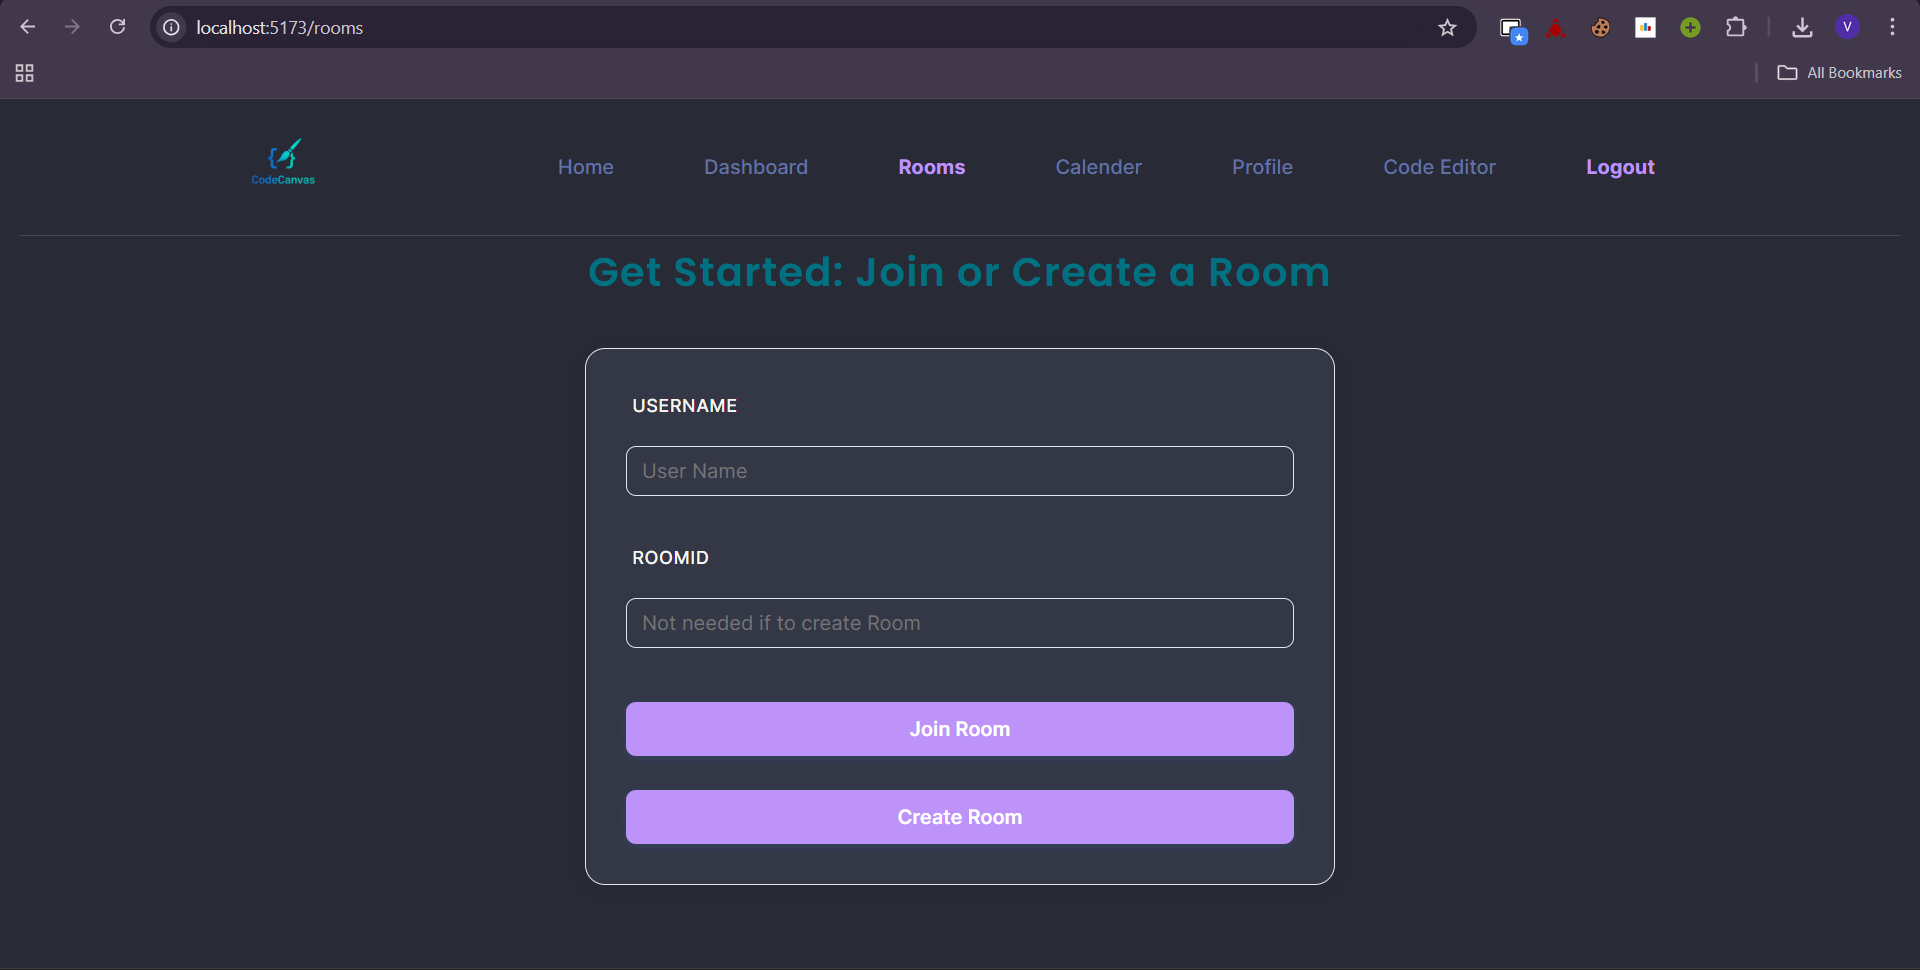 localhost:5173/rooms
V
All Bookmarks
CodeCanvas
Home
Dashboard
Rooms
Calender
Profile
Code Editor
Logout
Get Started: Join or Create a Room
USERNAME
User Name
ROOMID
Not needed if to create Room
Join Room
Create Room